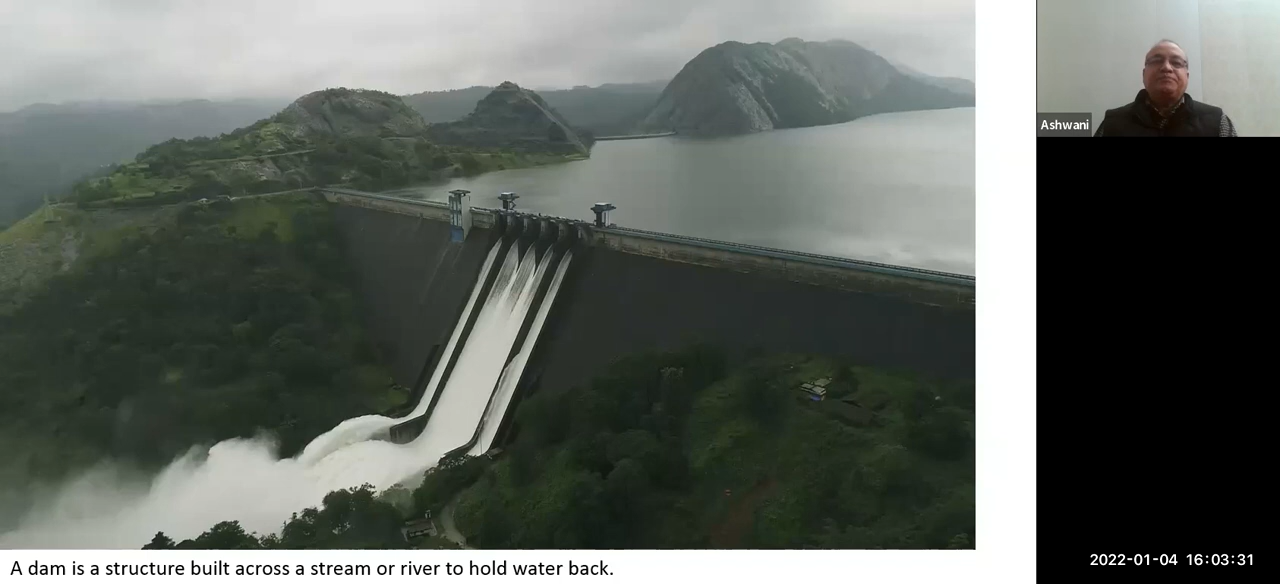 Ashwani
2022-01-04 16:03:31
A dam is a structure built across a stream or river to hold water back.